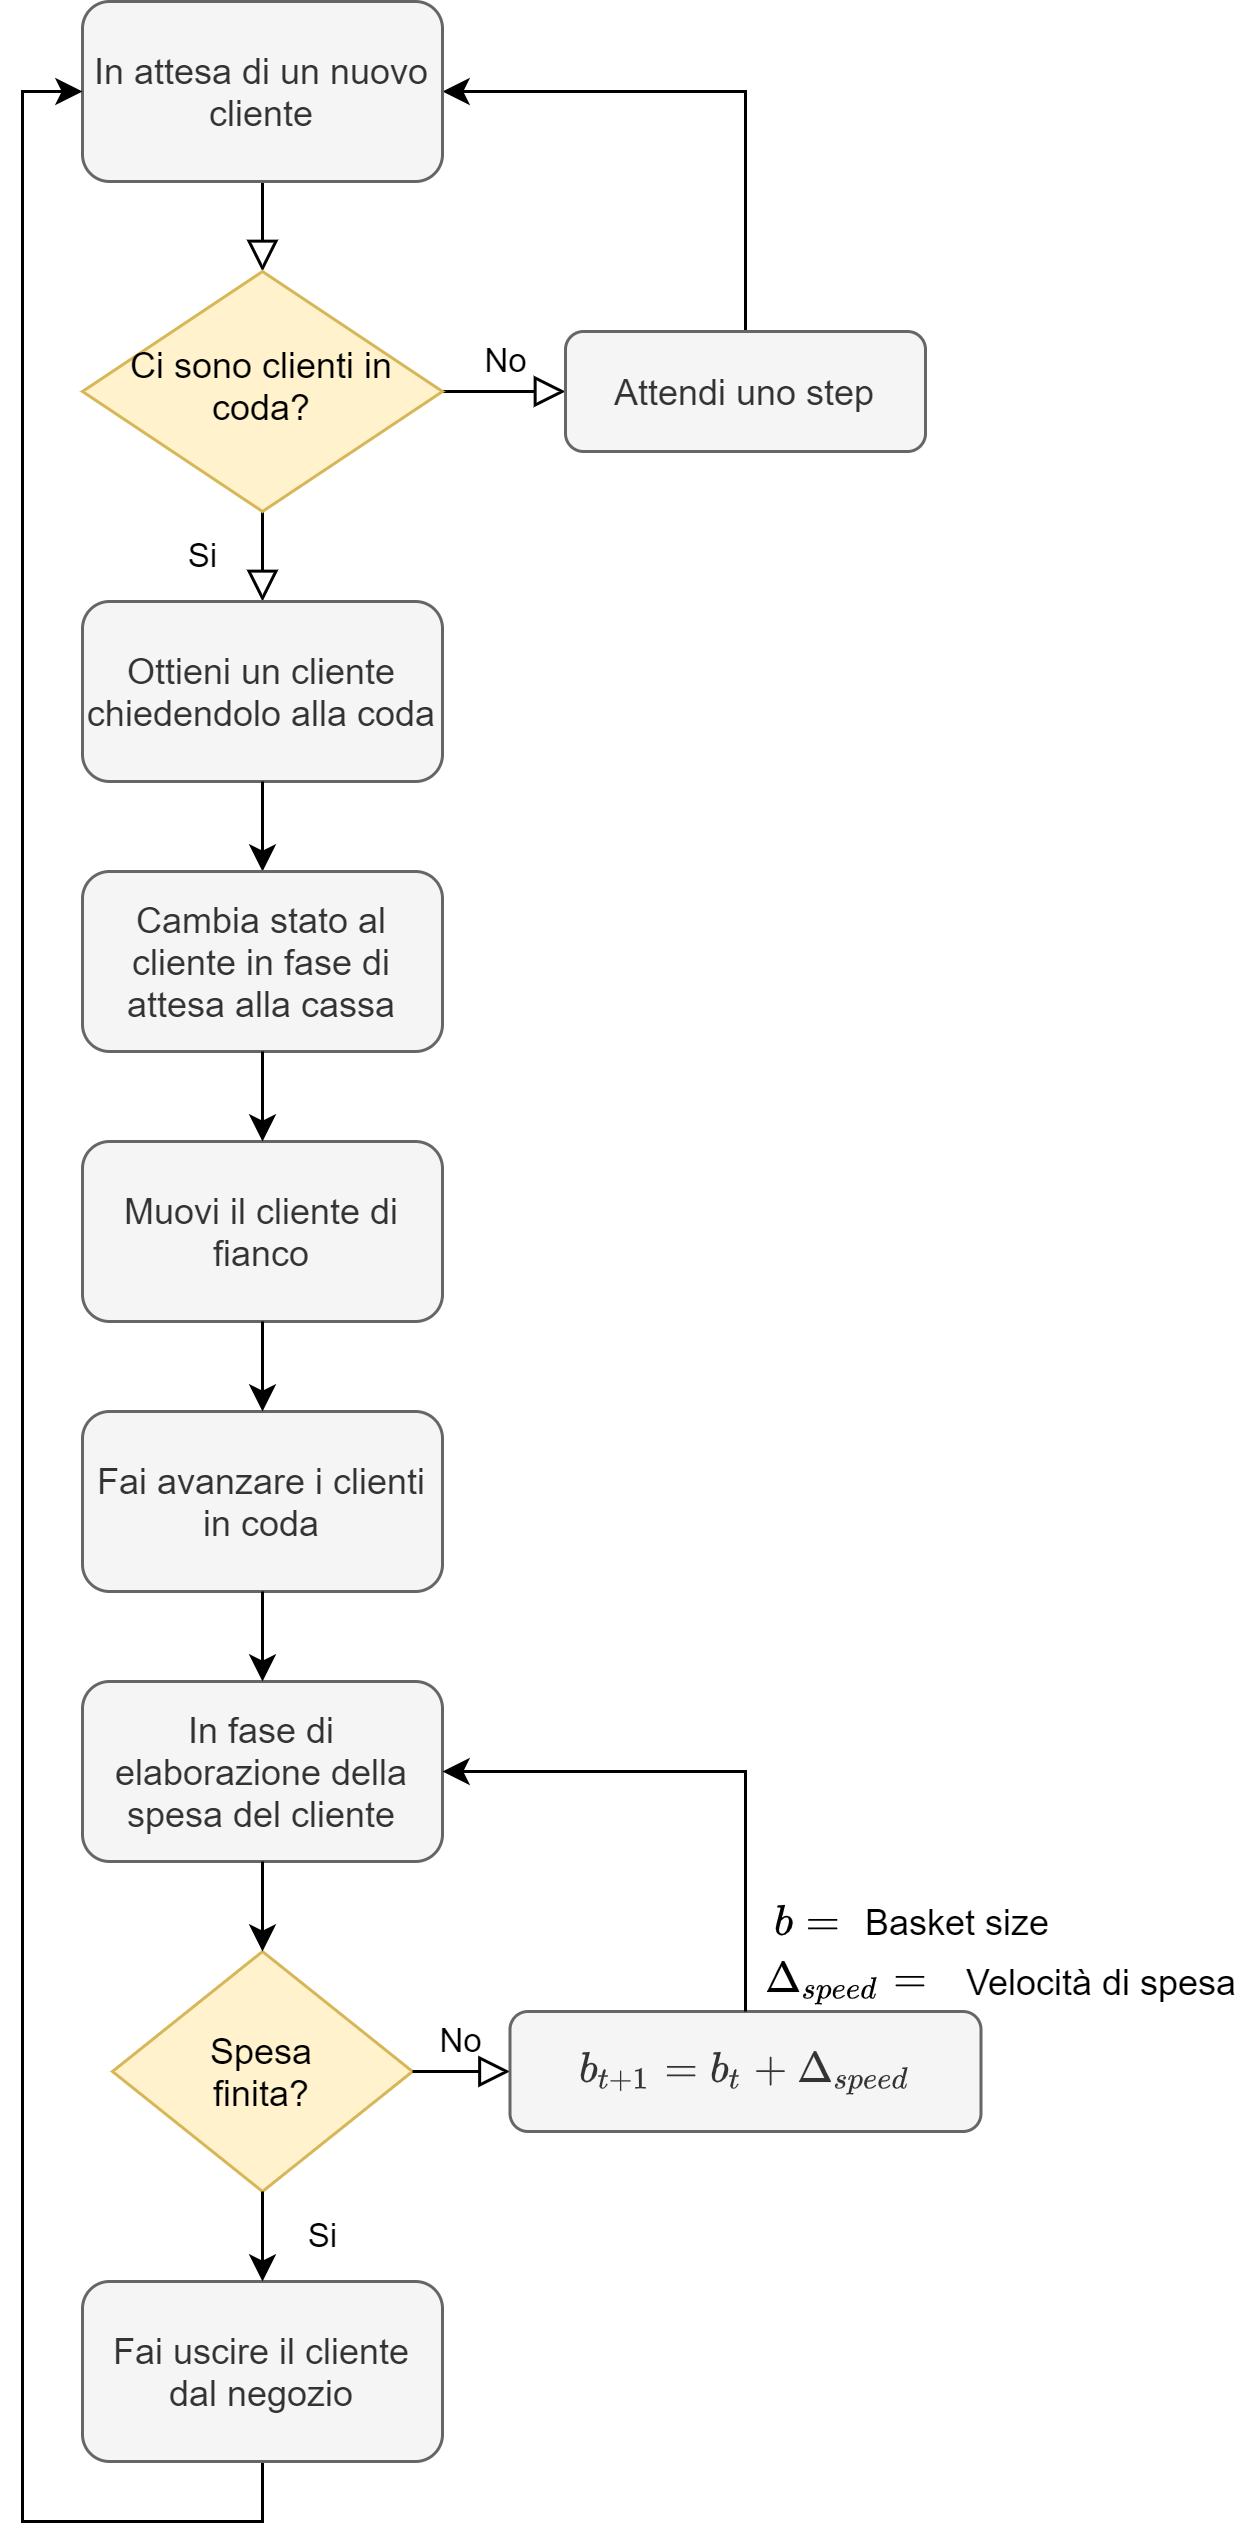 In attesa di un nuovo
cliente
Ci sono clienti in
coda?
No
Attendi uno step
Si
Ottieni un cliente
chiedendolo alla coda
Cambia stato al
cliente in fase di
attesa alla cassa
Muovi il cliente di
fianco
Fai avanzare i clienti
in coda
In fase di
elaborazione della
spesa del cliente
b = Basket size
Δ_{speed} = Velocità di spesa
Spesa
finita?
No
b_{t+1} = b_t + Δ_{speed}
Si
Fai uscire il cliente
dal negozio